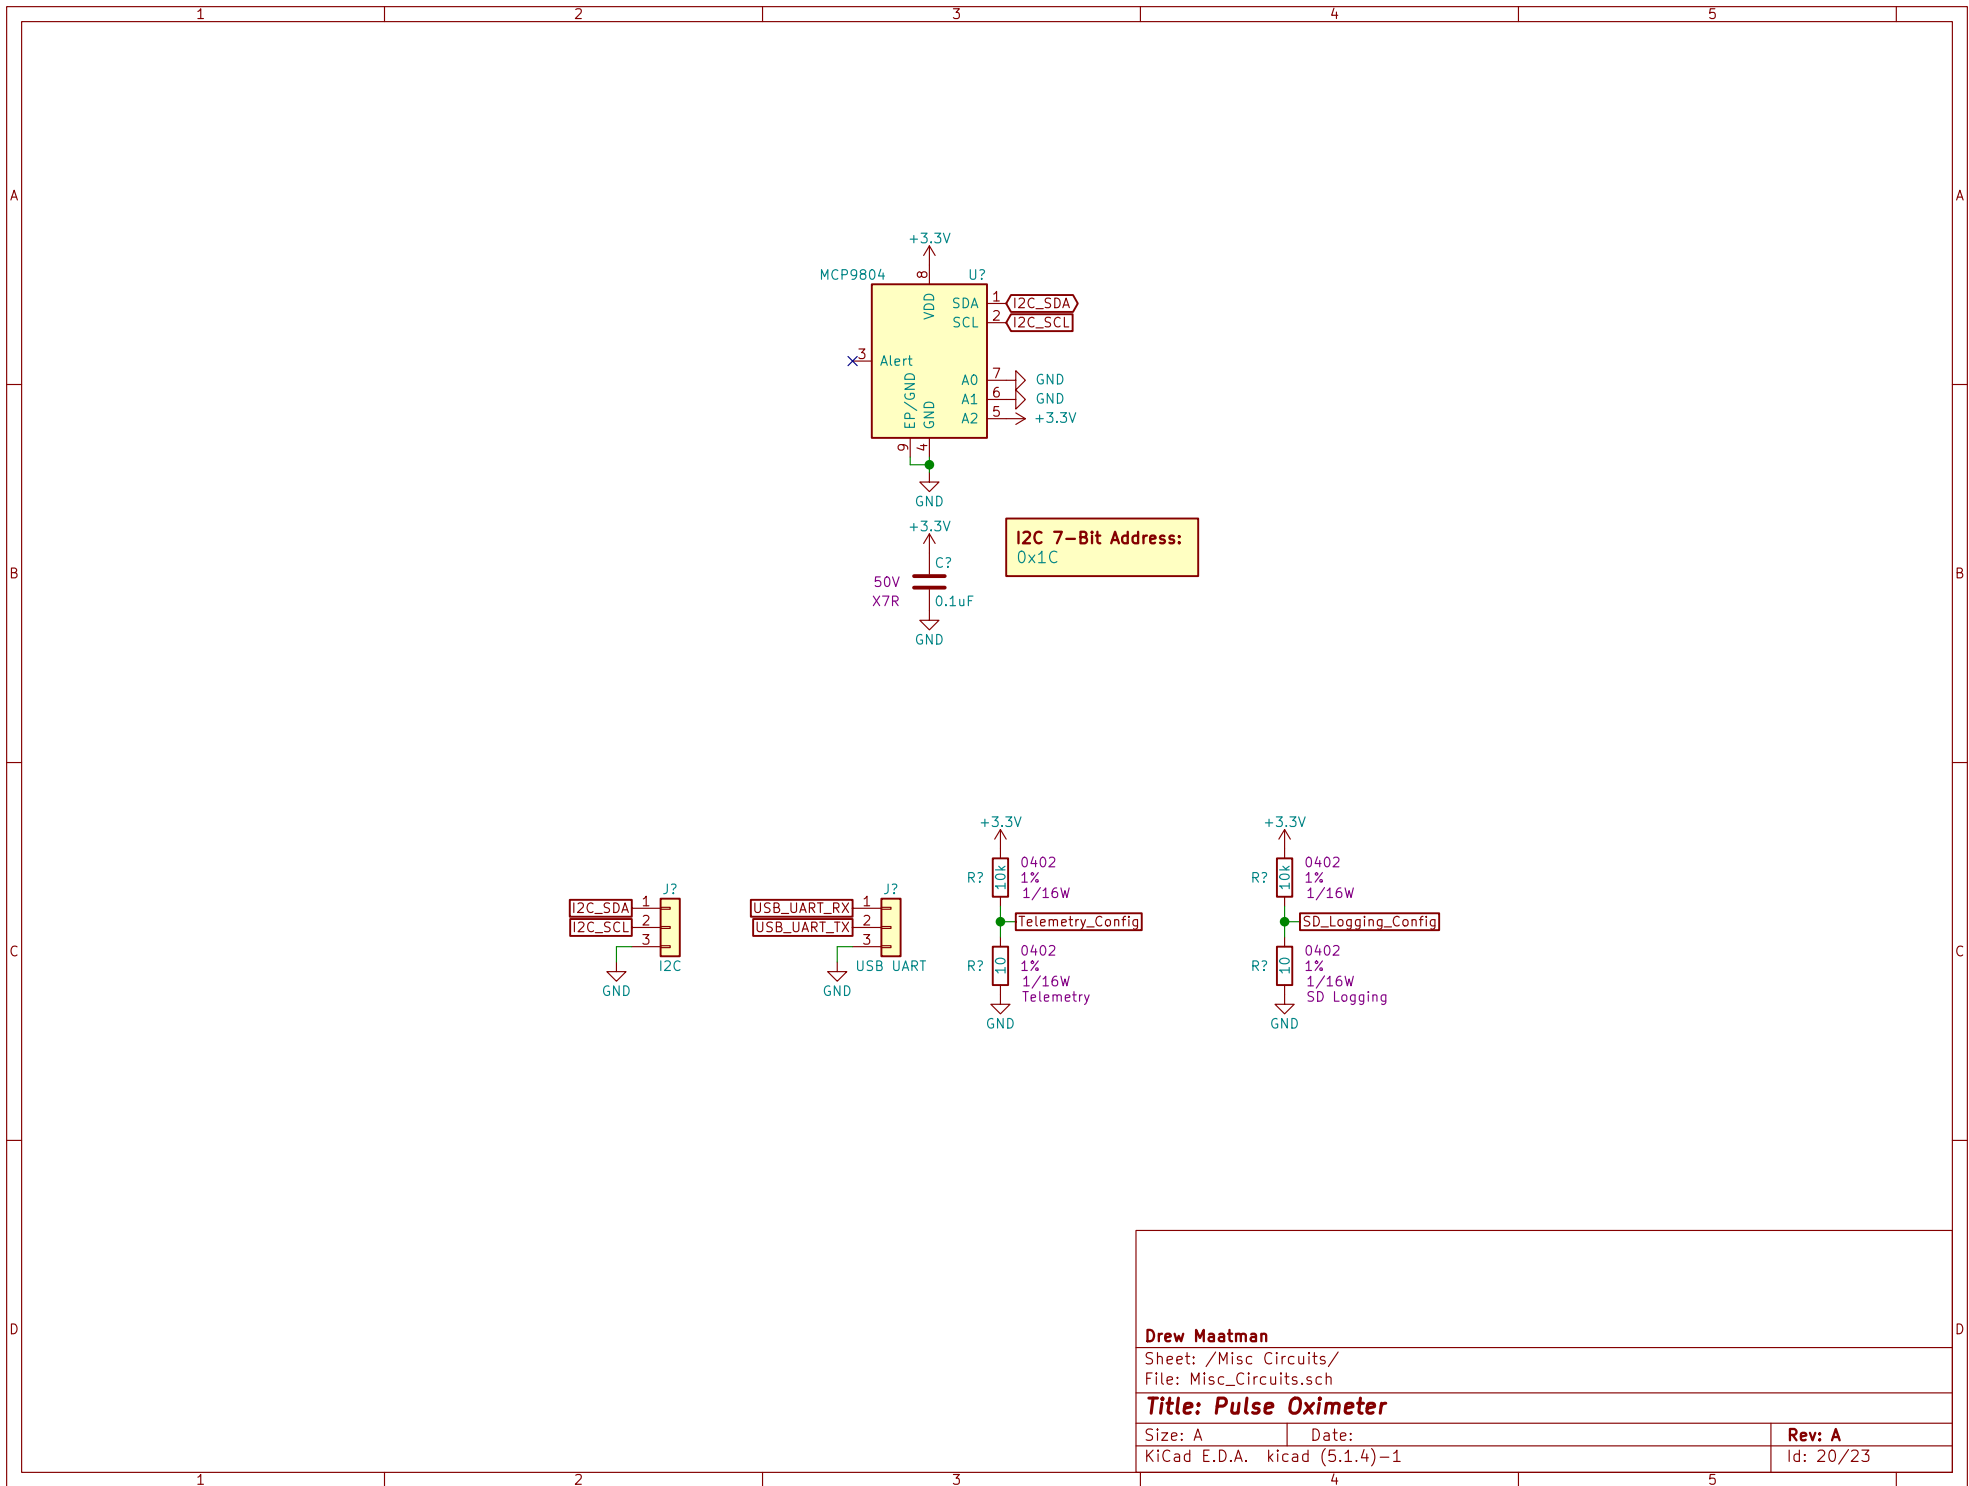 1 2 3 4 5
A A
+3.3V
MCP9804 U?
8
VDD
SDA 1 I2C_SDA
SCL 2 I2C_SCL
3 Alert
A0 7 GND
A1 6 GND
A2 5 +3.3V
EP/GND GND
9 4
GND
+3.3V
C?
50V
X7R 0.1uF
GND
I2C 7-Bit Address:
0x1C
B B
J?
I2C_SDA 1
I2C_SCL 2
3
I2C
GND
J?
USB_UART_RX 1
USB_UART_TX 2
3
USB UART
GND
+3.3V
R? 10k 0402
1%
1/16W
Telemetry_Config
R? 10 0402
1%
1/16W
Telemetry
GND
+3.3V
R? 10k 0402
1%
1/16W
SD_Logging_Config
R? 10 0402
1%
1/16W
SD Logging
GND
C C
D D
Drew Maatman
Sheet: /Misc Circuits/
File: Misc_Circuits.sch
Title: Pulse Oximeter
Size: A Date: Rev: A
KiCad E.D.A. kicad (5.1.4)-1 Id: 20/23
1 2 3 4 5